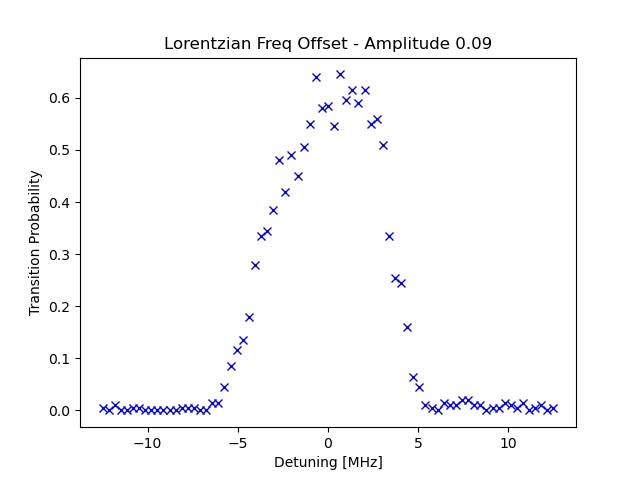 Lorentzian Freq Offset - Amplitude 0.09
0.6
0.5
0.4
0.3
0.2
0.1
0.0
Transition Probability
−10 −5 0 5 10
Detuning [MHz]